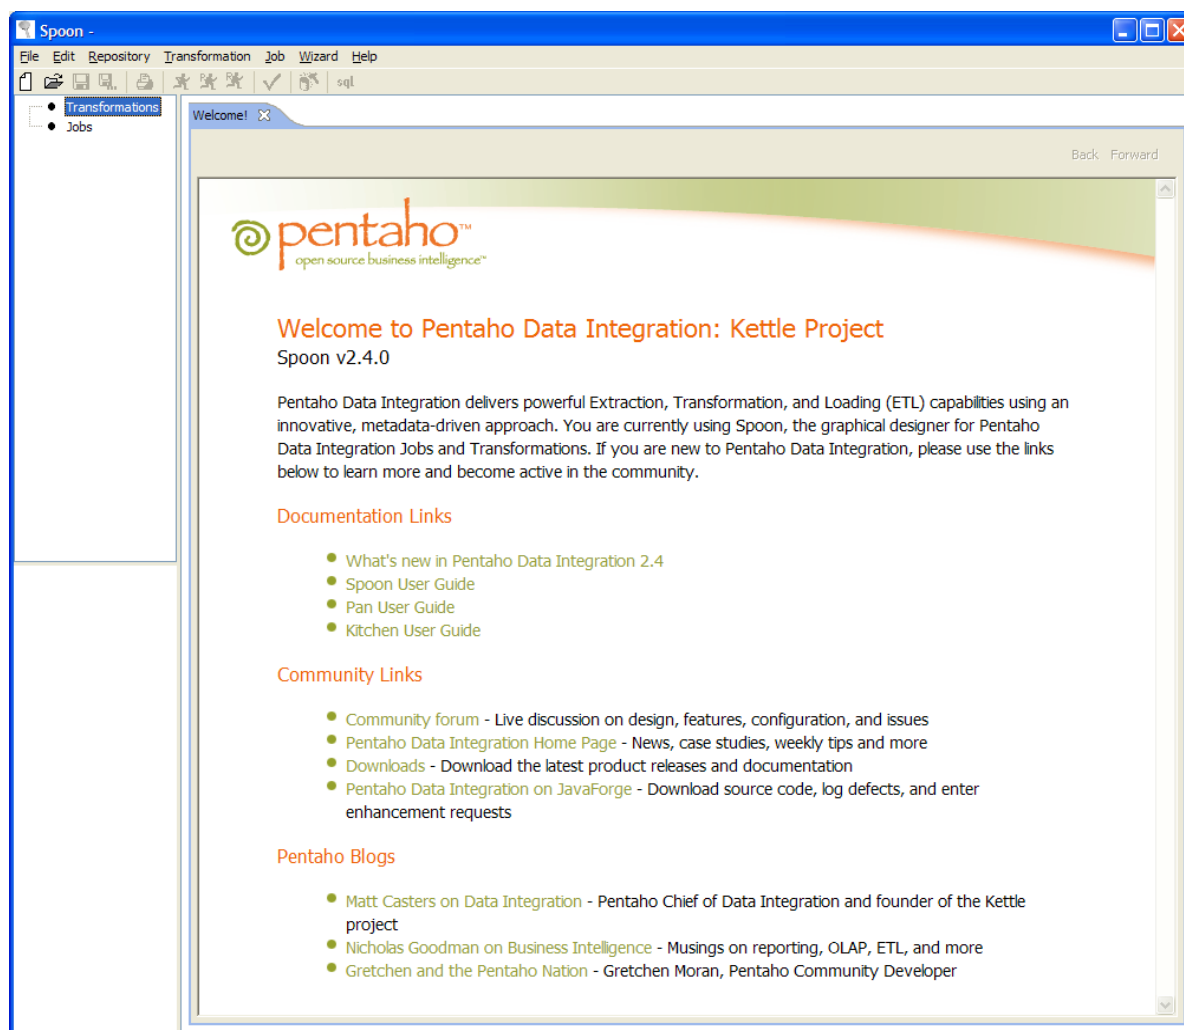 Spoon -
File Edit Repository Transformation Job Wizard Help
sql
Transformations
Jobs
Welcome!
Back Forward
pentaho™
open source business intelligence™
Welcome to Pentaho Data Integration: Kettle Project
Spoon v2.4.0
Pentaho Data Integration delivers powerful Extraction, Transformation, and Loading (ETL) capabilities using an
innovative, metadata-driven approach. You are currently using Spoon, the graphical designer for Pentaho
Data Integration Jobs and Transformations. If you are new to Pentaho Data Integration, please use the links
below to learn more and become active in the community.
Documentation Links
What's new in Pentaho Data Integration 2.4
Spoon User Guide
Pan User Guide
Kitchen User Guide
Community Links
Community forum - Live discussion on design, features, configuration, and issues
Pentaho Data Integration Home Page - News, case studies, weekly tips and more
Downloads - Download the latest product releases and documentation
Pentaho Data Integration on JavaForge - Download source code, log defects, and enter
enhancement requests
Pentaho Blogs
Matt Casters on Data Integration - Pentaho Chief of Data Integration and founder of the Kettle
project
Nicholas Goodman on Business Intelligence - Musings on reporting, OLAP, ETL, and more
Gretchen and the Pentaho Nation - Gretchen Moran, Pentaho Community Developer